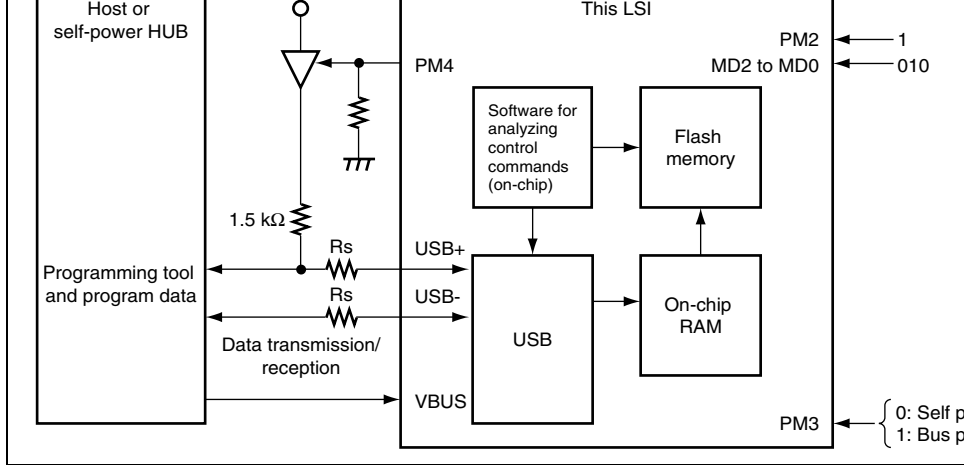 Host or
self-power HUB
This LSI
PM2
1
PM4
MD2 to MD0
010
Software for
analyzing
control
commands
(on-chip)
Flash
memory
1.5 kΩ
Rs
USB+
Programming tool
and program data
Rs
USB-
On-chip
RAM
USB
Data transmission/
reception
VBUS
PM3
0: Self
1: Bus